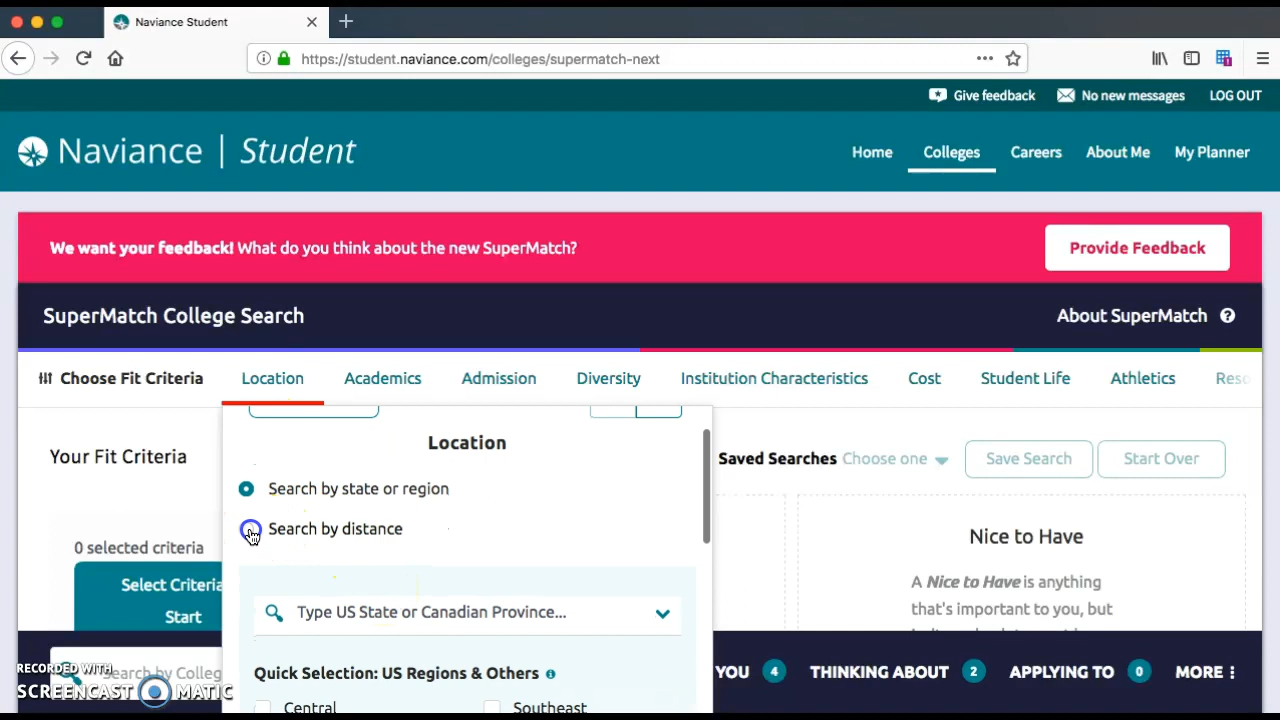 Naviance Student
https://student.naviance.com/colleges/supermatch-next
Give feedback No new messages LOG OUT
Naviance | Student
Home Colleges Careers About Me My Planner
We want your feedback! What do you think about the new SuperMatch?
Provide Feedback
SuperMatch College Search
About SuperMatch ?
Choose Fit Criteria Location Academics Admission Diversity Institution Characteristics Cost Student Life Athletics Reso
Location
Your Fit Criteria
Saved Searches Choose one Save Search Start Over
Search by state or region
Search by distance
0 selected criteria
Select Criteria
Start
Nice to Have
A Nice to Have is anything
that's important to you, but
Type US State or Canadian Province...
Quick Selection: US Regions & Others
Central Southeast
Search by Colleg
YOU 4 THINKING ABOUT 2 APPLYING TO 0 MORE
RECORDED WITH
SCREENCAST MATIC